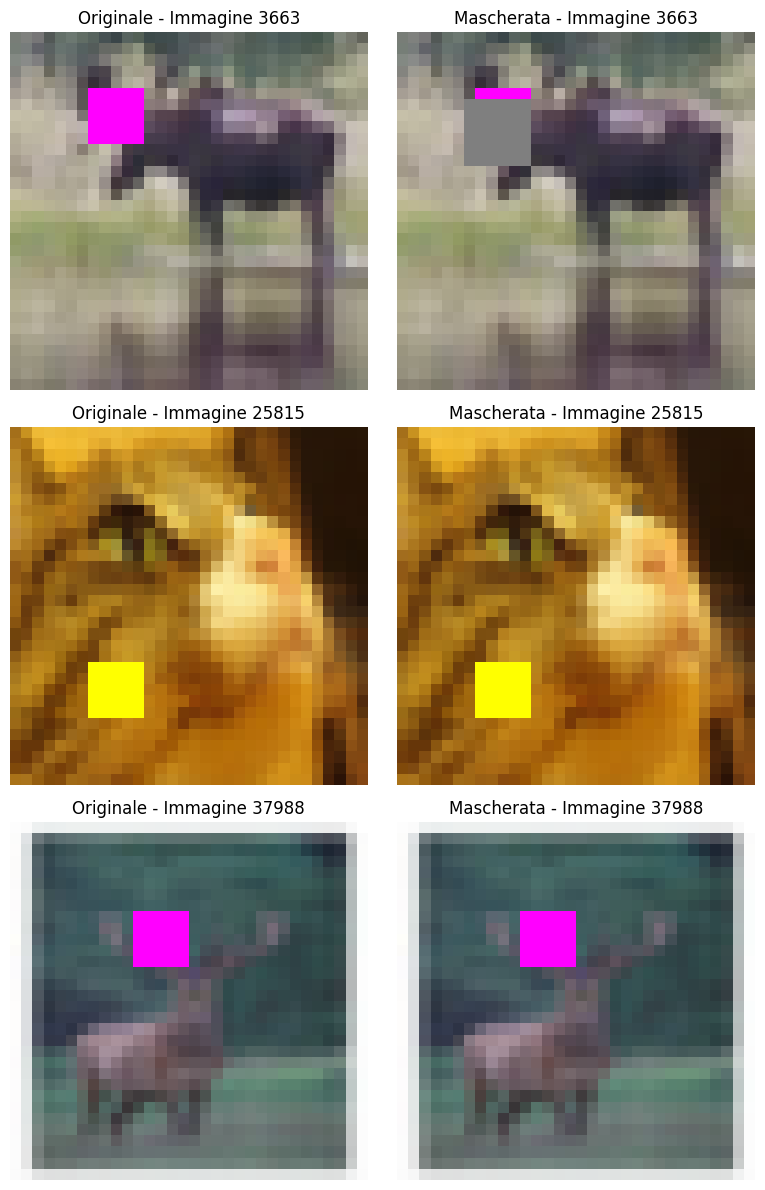 Originale - Immagine 3663
Mascherata - Immagine 3663
Originale - Immagine 25815
Mascherata - Immagine 25815
Originale - Immagine 37988
Mascherata - Immagine 37988